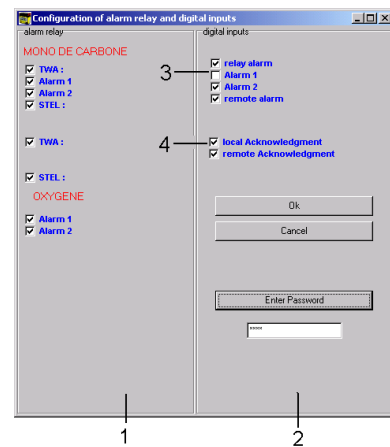 Configuration of alarm relay and digital inputs
alarm relay
MONO DE CARBONE
TWA :
Alarm 1
Alarm 2
STEL :
TWA :
STEL :
OXYGENE
Alarm 1
Alarm 2
digital inputs
relay alarm
Alarm 1
Alarm 2
remote alarm
local Acknowledgment
remote Acknowledgment
Ok
Cancel
Enter Password
*****
3
4
1
2